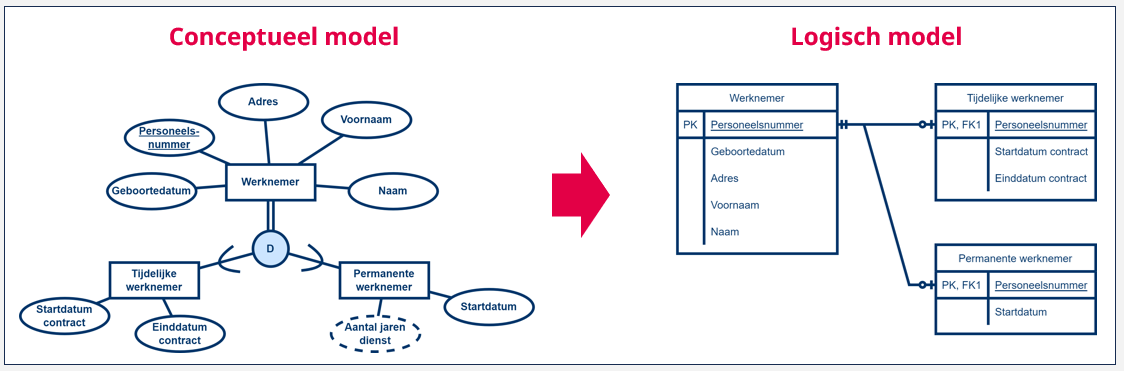 Conceptueel model
Logisch model
Adres
Voornaam
Personeels-
nummer
Geboortedatum
Werknemer
Naam
D
Tijdelijke
werknemer
Permanente
werknemer
Startdatum
contract
Einddatum
contract
Aantal jaren
dienst
Startdatum
Werknemer
PK Personeelsnummer
Geboortedatum
Adres
Voornaam
Naam
Tijdelijke werknemer
PK, FK1 Personeelsnummer
Startdatum contract
Einddatum contract
Permanente werknemer
PK, FK1 Personeelsnummer
Startdatum